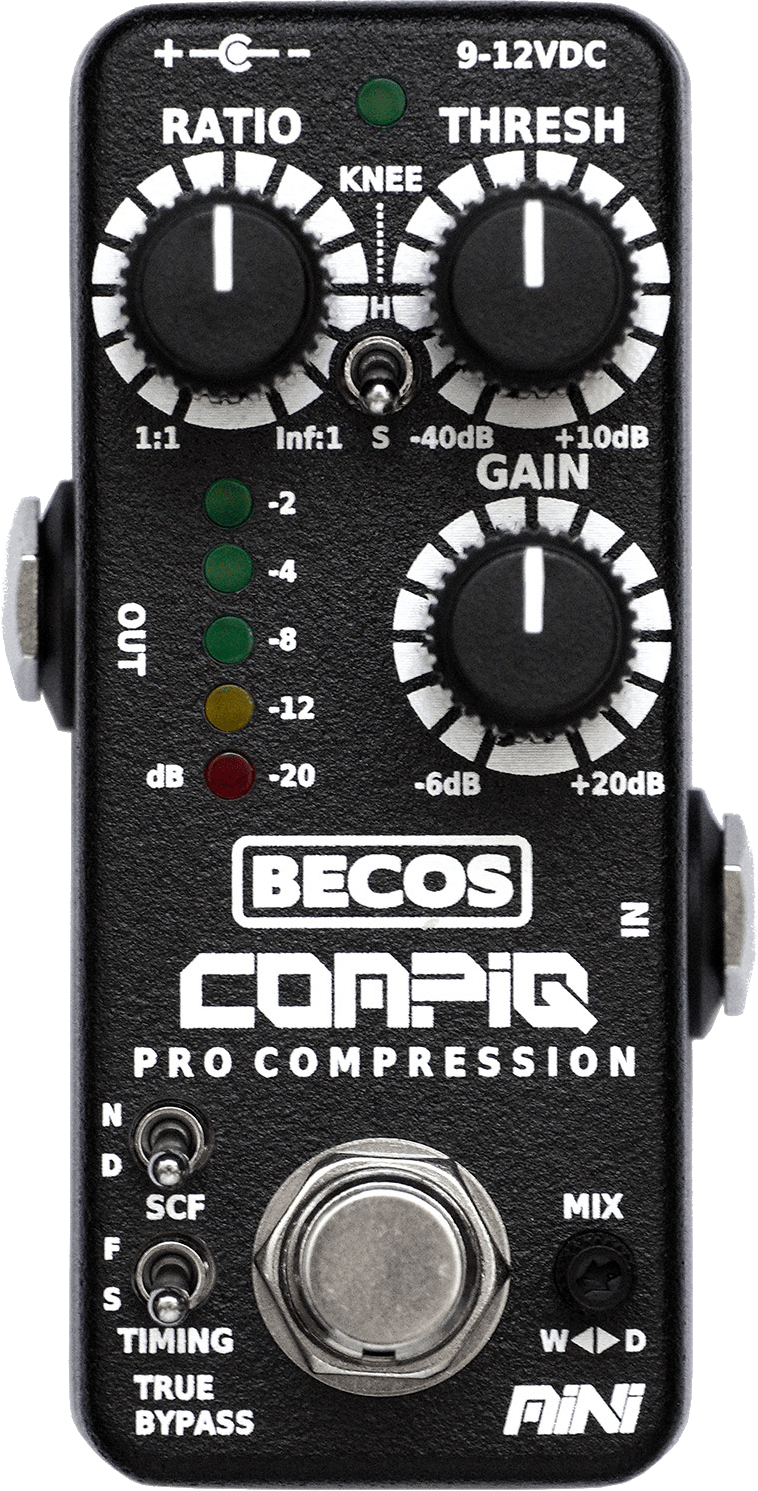 + - 9-12VDC
RATIO THRESH
KNEE
H
1:1 Inf:1 S -40dB +10dB
GAIN
-2
-4
OUT -8
-12
dB -20 -6dB +20dB
IN
BECOS
COMPiQ
PRO COMPRESSION
N
D
SCF MIX
F
S
TIMING W D
TRUE
BYPASS MiNi